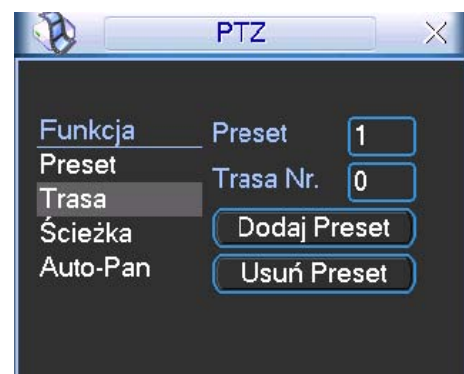 PTZ
Funkcja
Preset
Trasa
Ścieżka
Auto-Pan
Preset 1
Trasa Nr. 0
Dodaj Preset
Usuń Preset